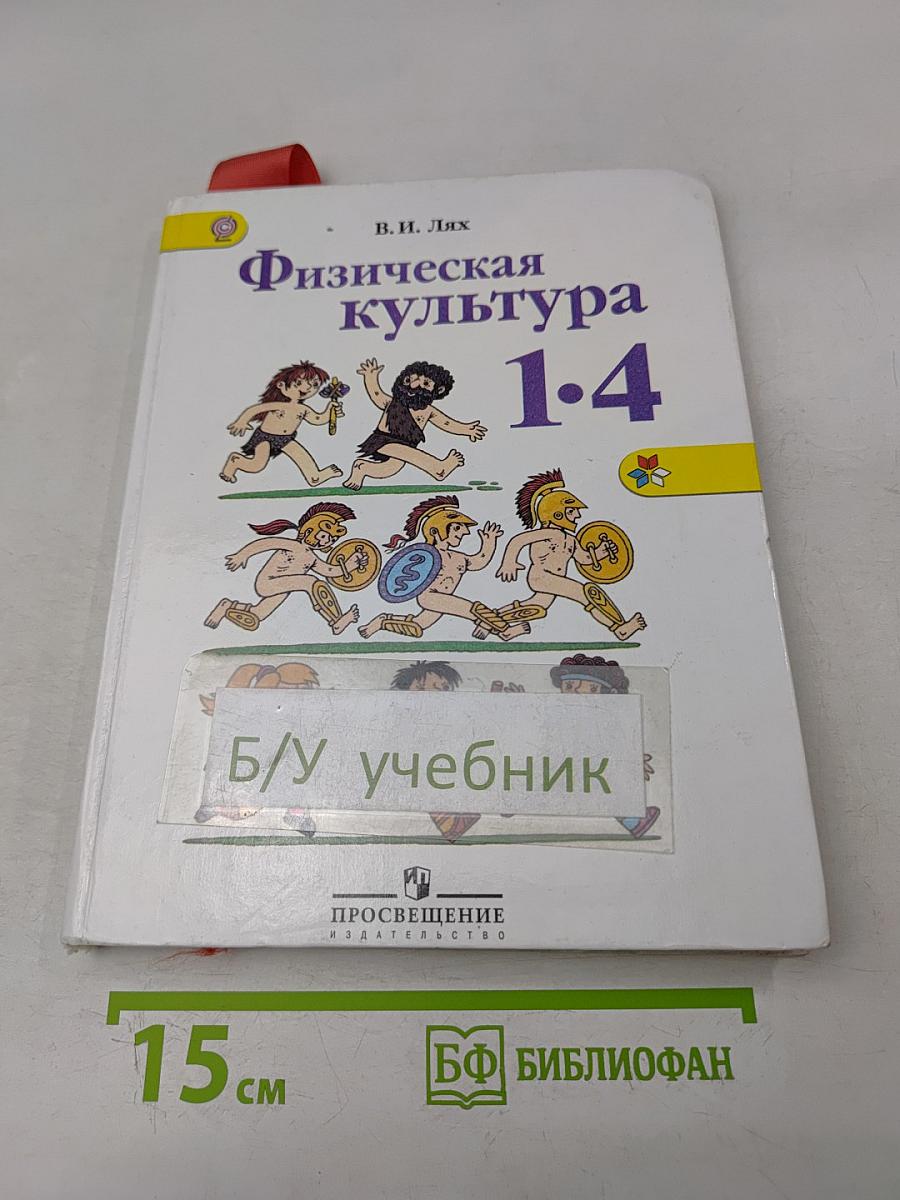 В. И. Лях
Физическая
культура
1•4
Б/У учебник
ПРОСВЕЩЕНИЕ
ИЗДАТЕЛЬСТВО
15 см
БФ БИБЛИОФАН